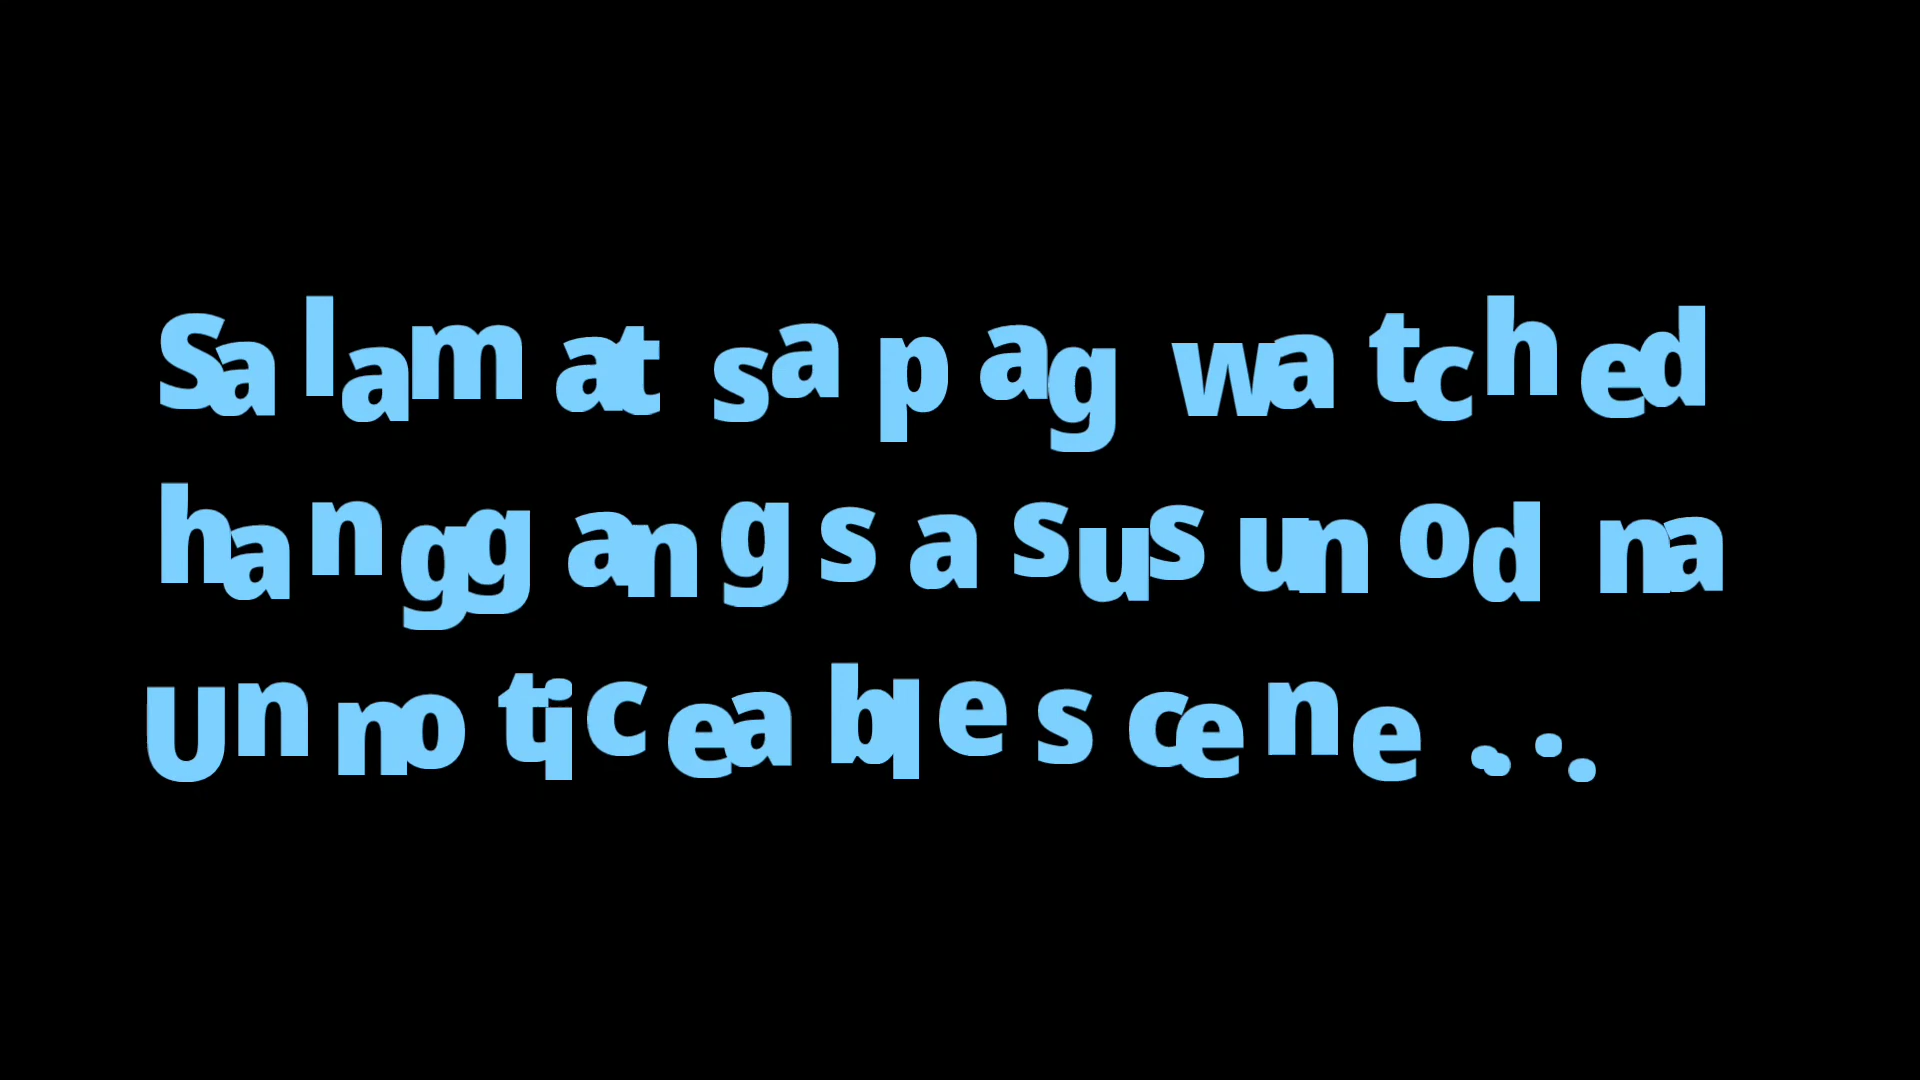 Salamat sa pag watched
hanggang sa susunod na
Unnoticeable scene....